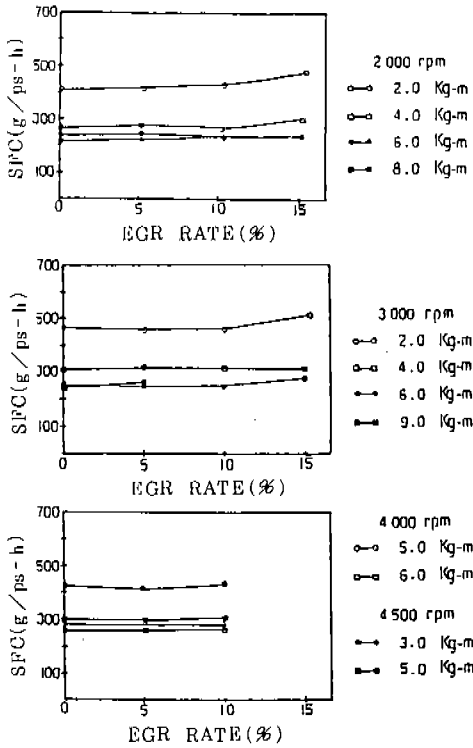 700
500
300
100
SFC(g/ps-h)
0 5 10 15
EGR RATE(%)
2 000 rpm
2.0 Kg-m
4.0 Kg-m
6.0 Kg-m
8.0 Kg-m
700
500
300
100
SFC(g/ps-h)
0 5 10 15
EGR RATE(%)
3 000 rpm
2.0 Kg-m
4.0 Kg-m
6.0 Kg-m
9.0 Kg-m
700
500
300
100
SFC(g/ps-h)
0 5 10 15
EGR RATE(%)
4 000 rpm
5.0 Kg-m
6.0 Kg-m
4 500 rpm
3.0 Kg-m
5.0 Kg-m